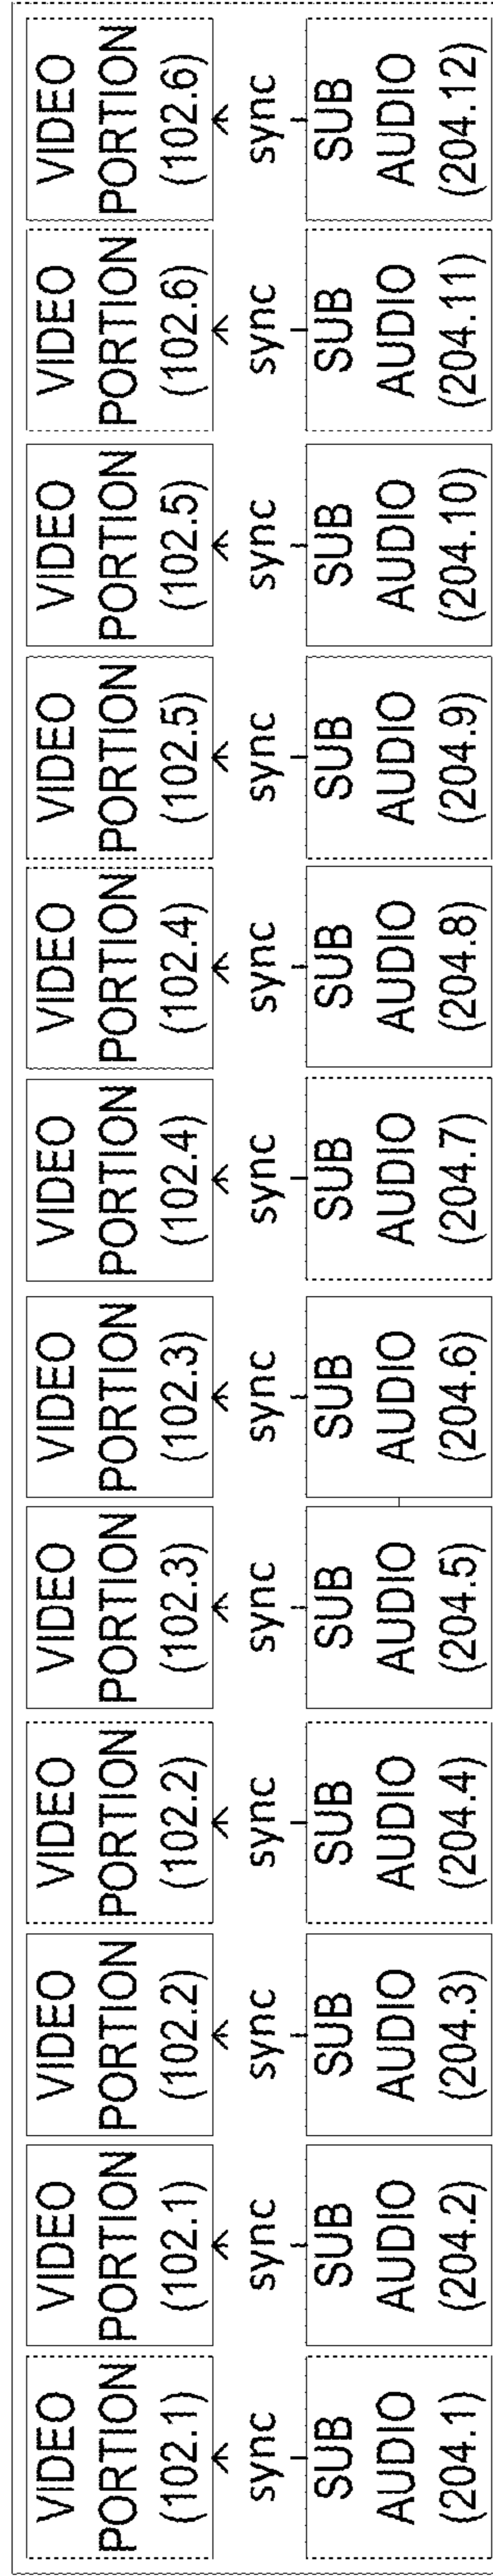 VIDEO
PORTION
(102.1)
sync
SUB
AUDIO
(204.1)
VIDEO
PORTION
(102.1)
sync
SUB
AUDIO
(204.2)
VIDEO
PORTION
(102.2)
sync
SUB
AUDIO
(204.3)
VIDEO
PORTION
(102.2)
sync
SUB
AUDIO
(204.4)
VIDEO
PORTION
(102.3)
sync
SUB
AUDIO
(204.5)
VIDEO
PORTION
(102.3)
sync
SUB
AUDIO
(204.6)
VIDEO
PORTION
(102.4)
sync
SUB
AUDIO
(204.7)
VIDEO
PORTION
(102.4)
sync
SUB
AUDIO
(204.8)
VIDEO
PORTION
(102.5)
sync
SUB
AUDIO
(204.9)
VIDEO
PORTION
(102.5)
sync
SUB
AUDIO
(204.10)
VIDEO
PORTION
(102.6)
sync
SUB
AUDIO
(204.11)
VIDEO
PORTION
(102.6)
sync
SUB
AUDIO
(204.12)